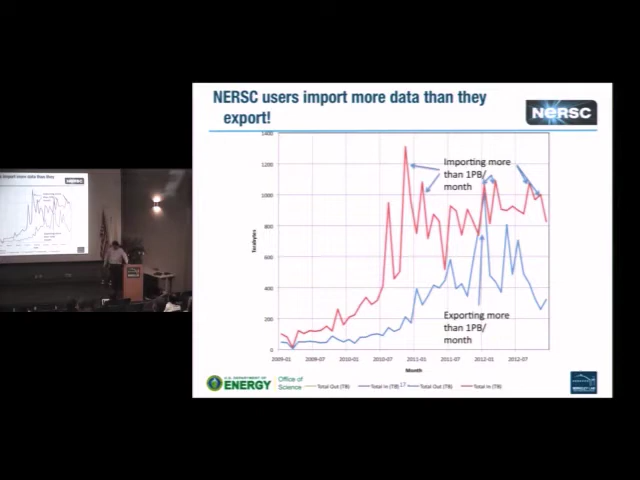 NERSC users import more data than they
export!
NERSC
1400
1200
1000
800
600
400
200
0
Terabytes
Importing more
than 1PB/
month
Exporting more
than 1PB/
month
2009-01 2009-07 2010-01 2010-07 2011-01 2011-07 2012-01 2012-07
Month
U.S. DEPARTMENT OF
ENERGY
Office of
Science
Total Out (TB) Total In (TB) Total Out (TB) Total In (TB)
17